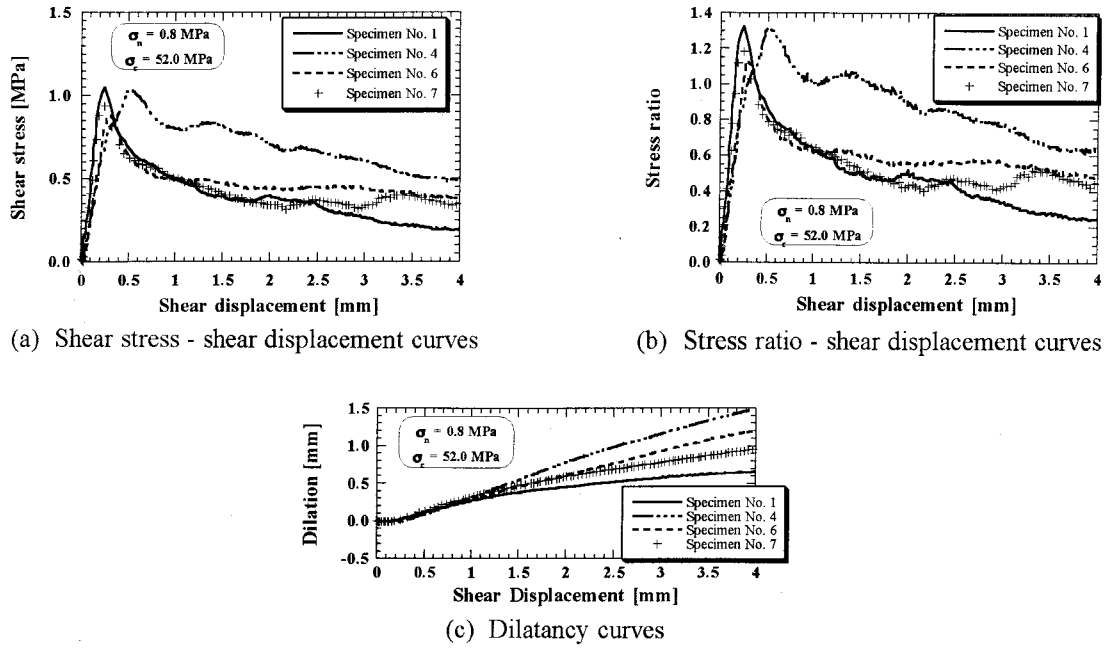 1.5
1.0
0.5
0.0
Shear stress [MPa]
σn = 0.8 MPa
σc = 52.0 MPa
Specimen No. 1
Specimen No. 4
Specimen No. 6
Specimen No. 7
0 0.5 1 1.5 2 2.5 3 3.5 4
Shear displacement [mm]
(a) Shear stress - shear displacement curves
1.4
1.2
1.0
0.8
0.6
0.4
0.2
0.0
Stress ratio
Specimen No. 1
Specimen No. 4
Specimen No. 6
Specimen No. 7
σn = 0.8 MPa
σc = 52.0 MPa
0 0.5 1 1.5 2 2.5 3 3.5 4
Shear displacement [mm]
(b) Stress ratio - shear displacement curves
1.5
1.0
0.5
0.0
-0.5
Dilation [mm]
σn = 0.8 MPa
σc = 52.0 MPa
Specimen No. 1
Specimen No. 4
Specimen No. 6
Specimen No. 7
0 0.5 1 1.5 2 2.5 3 3.5 4
Shear Displacement [mm]
(c) Dilatancy curves